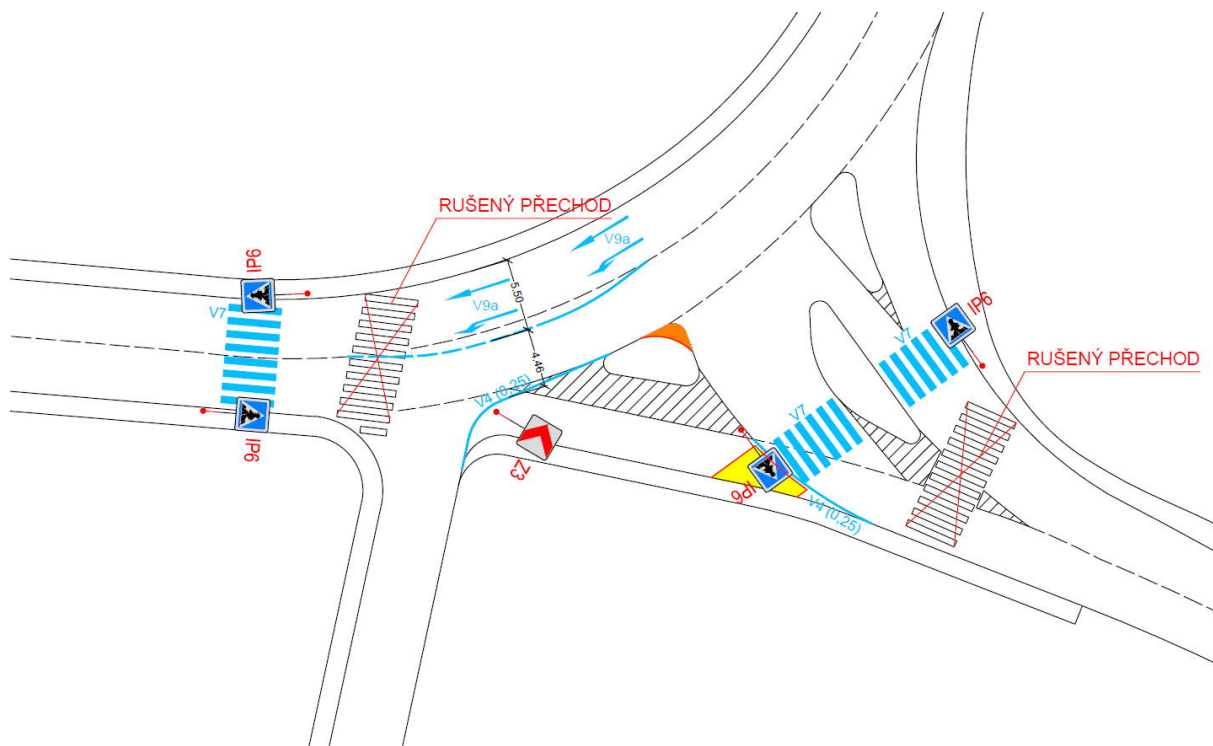 RUŠENÝ PŘECHOD
V9a
IP6
V7
5,50
V9a
IP6
RUŠENÝ PŘECHOD
V7
4,46
V4 (0,25)
V7
IP6
Z3
IP6
V4 (0,25)